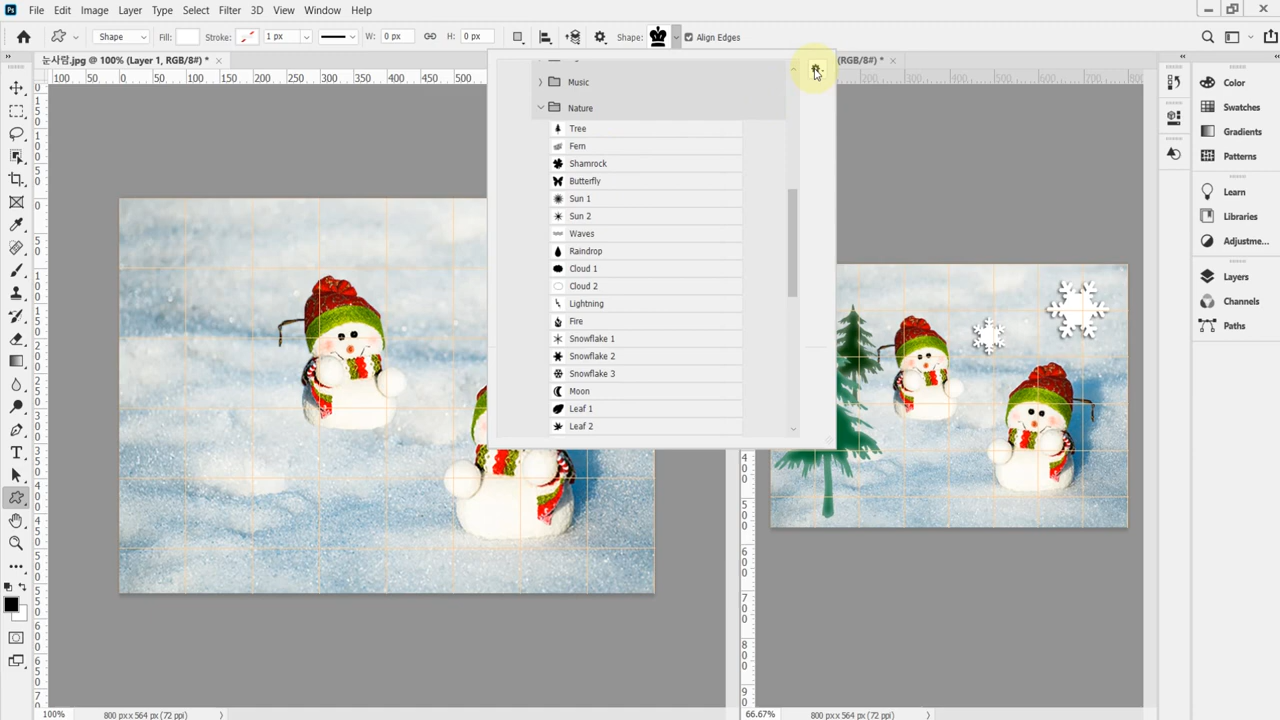 Ps File Edit Image Layer Type Select Filter 3D View Window Help
Shape Fill: Stroke: 1 px W: 0 px H: 0 px Shape: Align Edges
눈사람.jpg @ 100% (Layer 1, RGB/8#) * × (RGB/8#) * ×
Music
Nature
Tree
Fern
Shamrock
Butterfly
Sun 1
Sun 2
Waves
Raindrop
Cloud 1
Cloud 2
Lightning
Fire
Snowflake 1
Snowflake 2
Snowflake 3
Moon
Leaf 1
Leaf 2
Color
Swatches
Gradients
Patterns
Learn
Libraries
Adjustme...
Layers
Channels
Paths
100% 800 px x 564 px (72 ppi)
66.67% 800 px x 564 px (72 ppi)